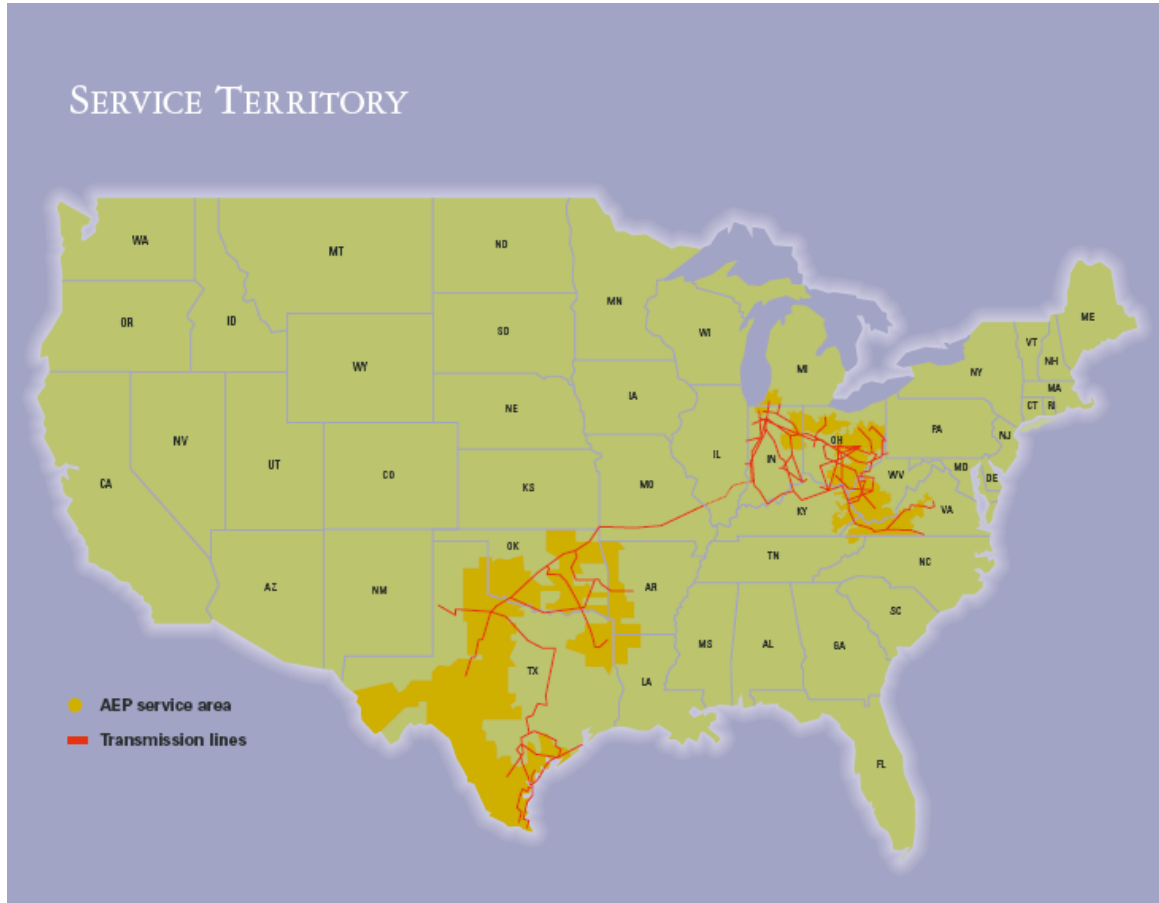 SERVICE TERRITORY
WA
MT
ND
MN
ME
OR
ID
SD
WI
VT
NH
WY
MI
NY
MA
CT
RI
IA
NE
PA
NJ
NV
UT
CO
IL
IN
OH
MD
DE
CA
KS
MO
WV
VA
KY
OK
TN
NC
AZ
NM
AR
SC
MS
AL
GA
TX
LA
AEP service area
Transmission lines
FL